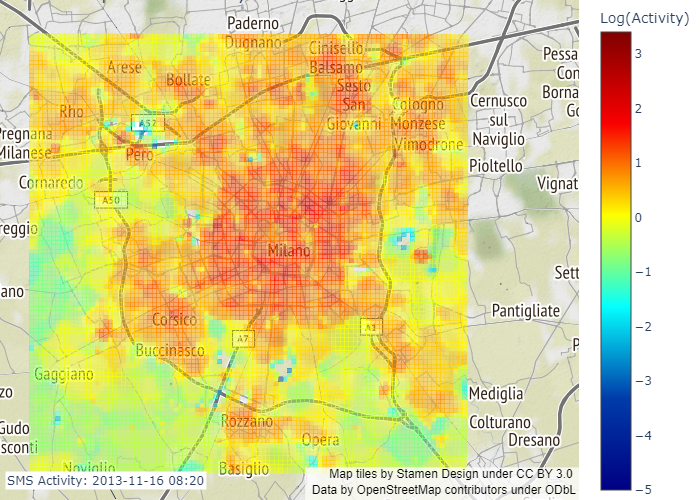 Log(Activity)
Paderno
Dugnano
Cinisello
Balsamo
Arese
Bollate
Sesto
San
Giovanni
Rho
Cologno
Monzese
Cernusco
sul
Naviglio
Pessa
Con
Borna
Go
A52
Pregnana
Milanese
Pero
Vimodrone
Pioltello
Cornaredo
Vignat
A50
reggio
Milano
Sett
ano
Pantigliate
Corsico
A7
A1
Buccinasco
P
Gaggiano
zo
Mediglia
Rozzano
Colturano
Gudo
sconti
Opera
Dresano
Noviglio
Basiglio
3
2
1
0
−1
−2
−3
−4
−5
SMS Activity: 2013-11-16 08:20
Map tiles by Stamen Design under CC BY 3.0
Data by OpenStreetMap contributors under ODbL